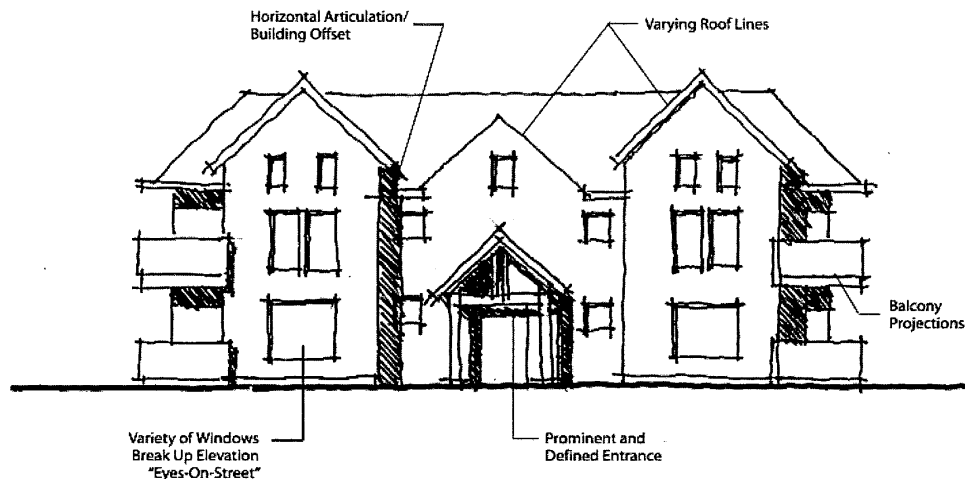 Horizontal Articulation/
Building Offset
Varying Roof Lines
Balcony
Projections
Variety of Windows
Break Up Elevation
"Eyes-On-Street"
Prominent and
Defined Entrance